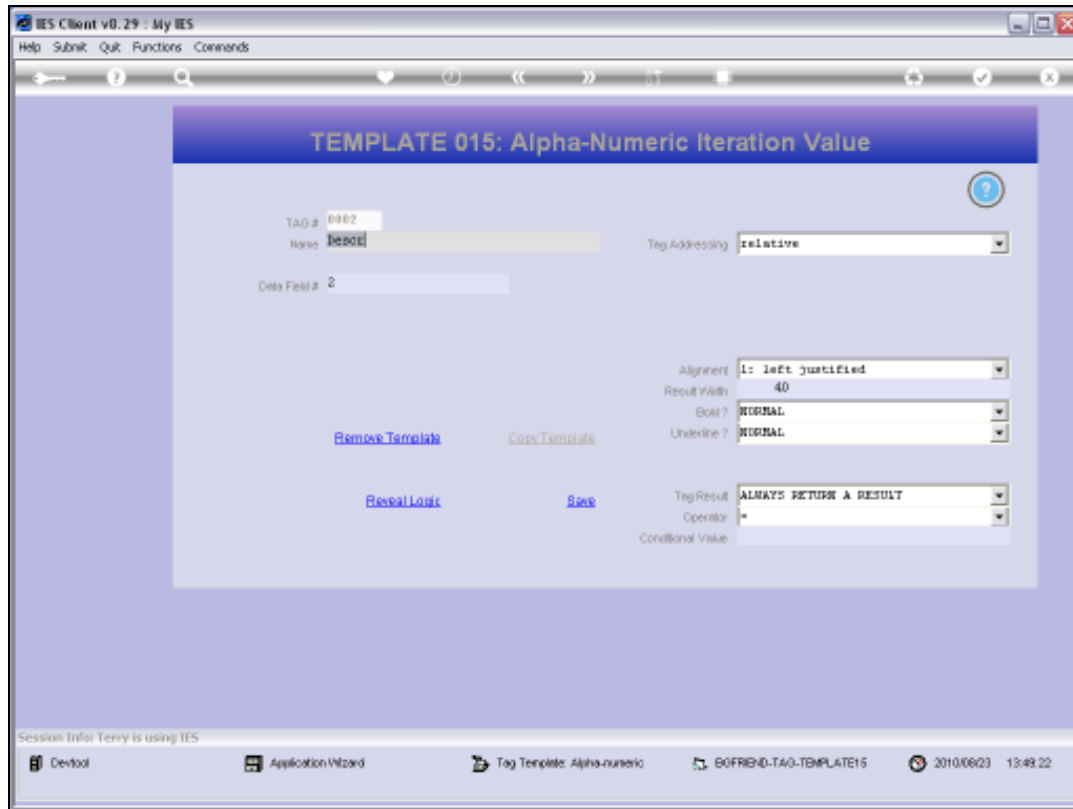 IES Client v8.29 : My IES
Help Submit Quit Functions Commands
TEMPLATE 015: Alpha-Numeric Iteration Value
TAG # 0002
Name Descr Tag Addressing relative
Data Field # 2
Alignment l: left justified
Result Width 40
Bold ? NORMAL
Remove Template Copy Template Underline ? NORMAL
Reveal Logic Save Tag Result ALWAYS RETURN A RESULT
Operator =
Conditional Value
Session Info: Terry is using IES
Devtool Application Wizard Tag Template: Alpha-numeric BGFRIEND-TAG-TEMPLATE15 2010/08/23 13:49:22